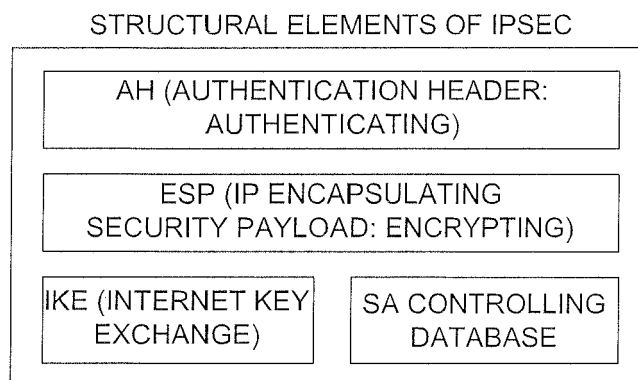 STRUCTURAL ELEMENTS OF IPSEC
AH (AUTHENTICATION HEADER:
AUTHENTICATING)
ESP (IP ENCAPSULATING
SECURITY PAYLOAD: ENCRYPTING)
IKE (INTERNET KEY
EXCHANGE)
SA CONTROLLING
DATABASE